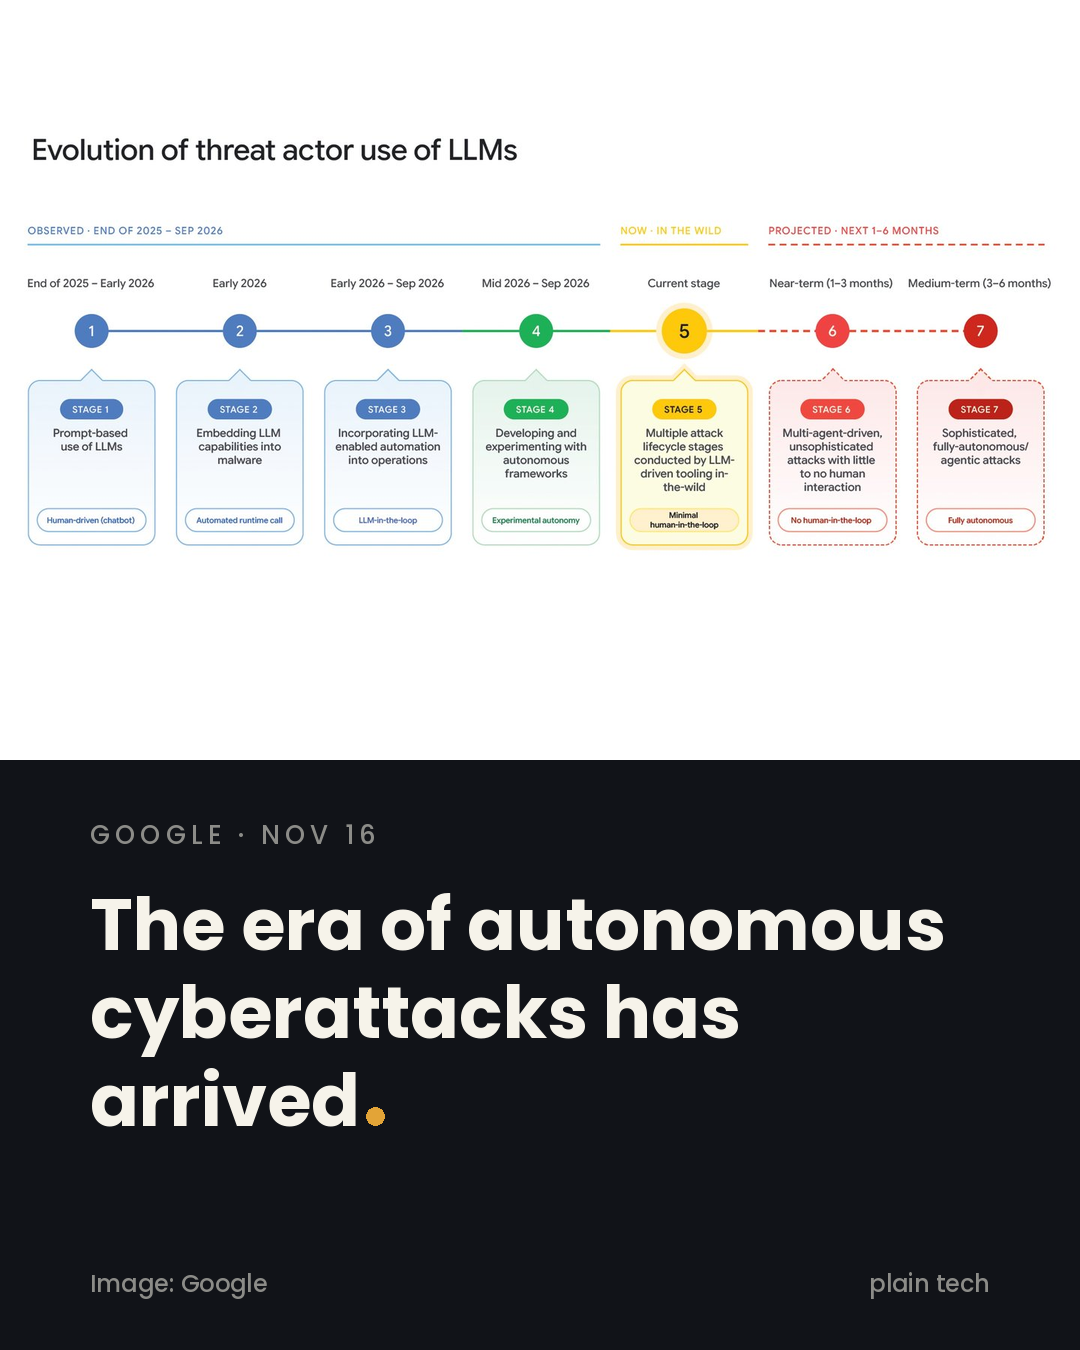 Evolution of threat actor use of LLMs
OBSERVED · END OF 2025 – SEP 2026
NOW · IN THE WILD
PROJECTED · NEXT 1–6 MONTHS
End of 2025 – Early 2026
Early 2026
Early 2026 – Sep 2026
Mid 2026 – Sep 2026
Current stage
Near-term (1–3 months)
Medium-term (3–6 months)
1
2
3
4
5
6
7
STAGE 1
Prompt-based
use of LLMs
Human-driven (chatbot)
STAGE 2
Embedding LLM
capabilities into
malware
Automated runtime call
STAGE 3
Incorporating LLM-
enabled automation
into operations
LLM-in-the-loop
STAGE 4
Developing and
experimenting with
autonomous
frameworks
Experimental autonomy
STAGE 5
Multiple attack
lifecycle stages
conducted by LLM-
driven tooling in-
the-wild
Minimal
human-in-the-loop
STAGE 6
Multi-agent-driven,
unsophisticated
attacks with little
to no human
interaction
No human-in-the-loop
STAGE 7
Sophisticated,
fully-autonomous/
agentic attacks
Fully autonomous
GOOGLE · NOV 16
The era of autonomous
cyberattacks has
arrived.
Image: Google
plain tech